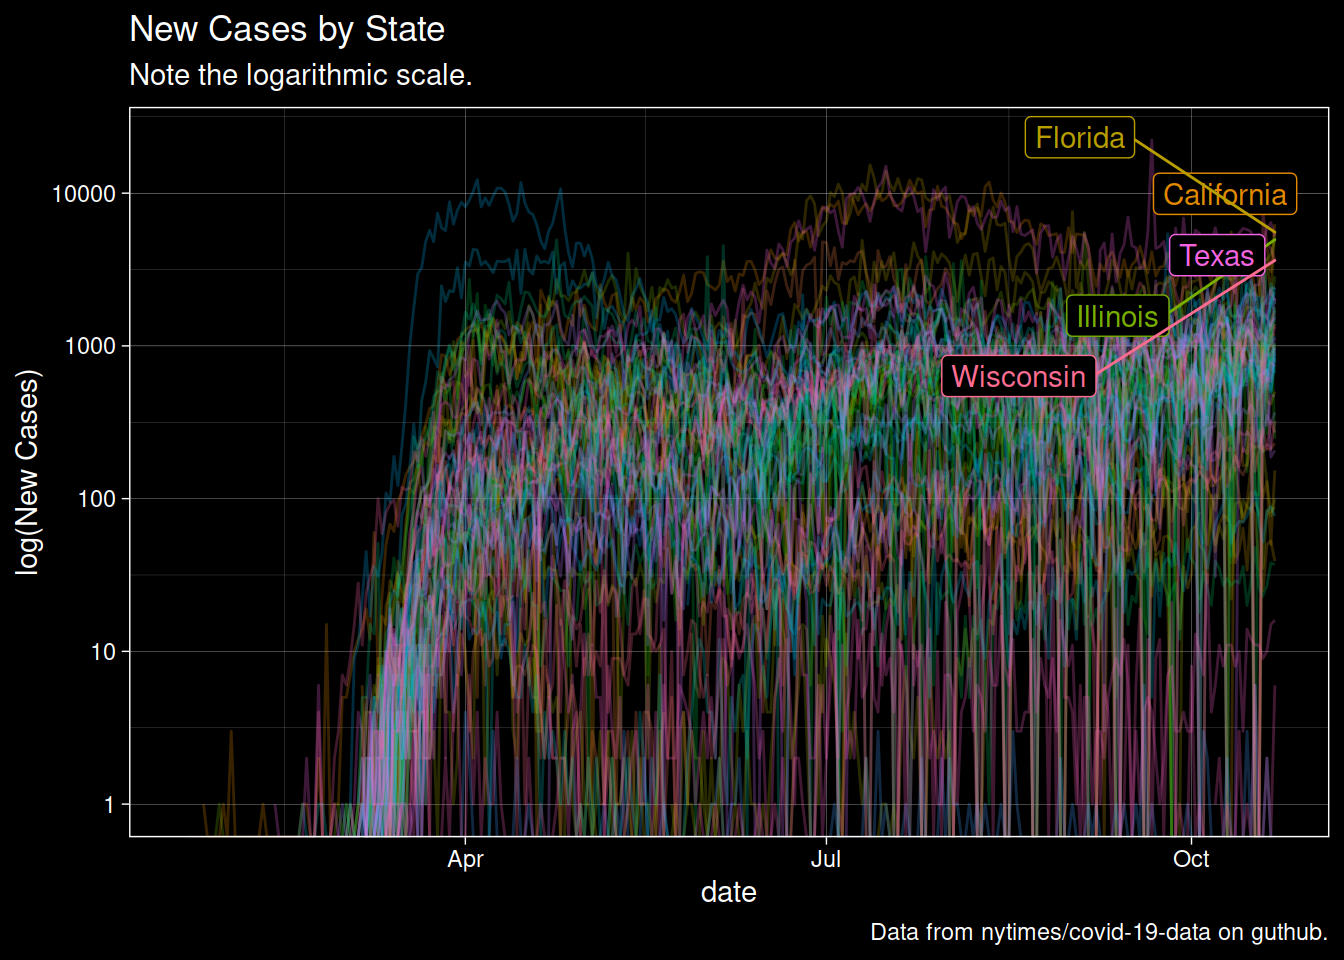 New Cases by State
Note the logarithmic scale.
log(New Cases)
10000
1000
100
10
1
Florida
California
Texas
Illinois
Wisconsin
Apr
Jul
Oct
date
Data from nytimes/covid-19-data on guthub.